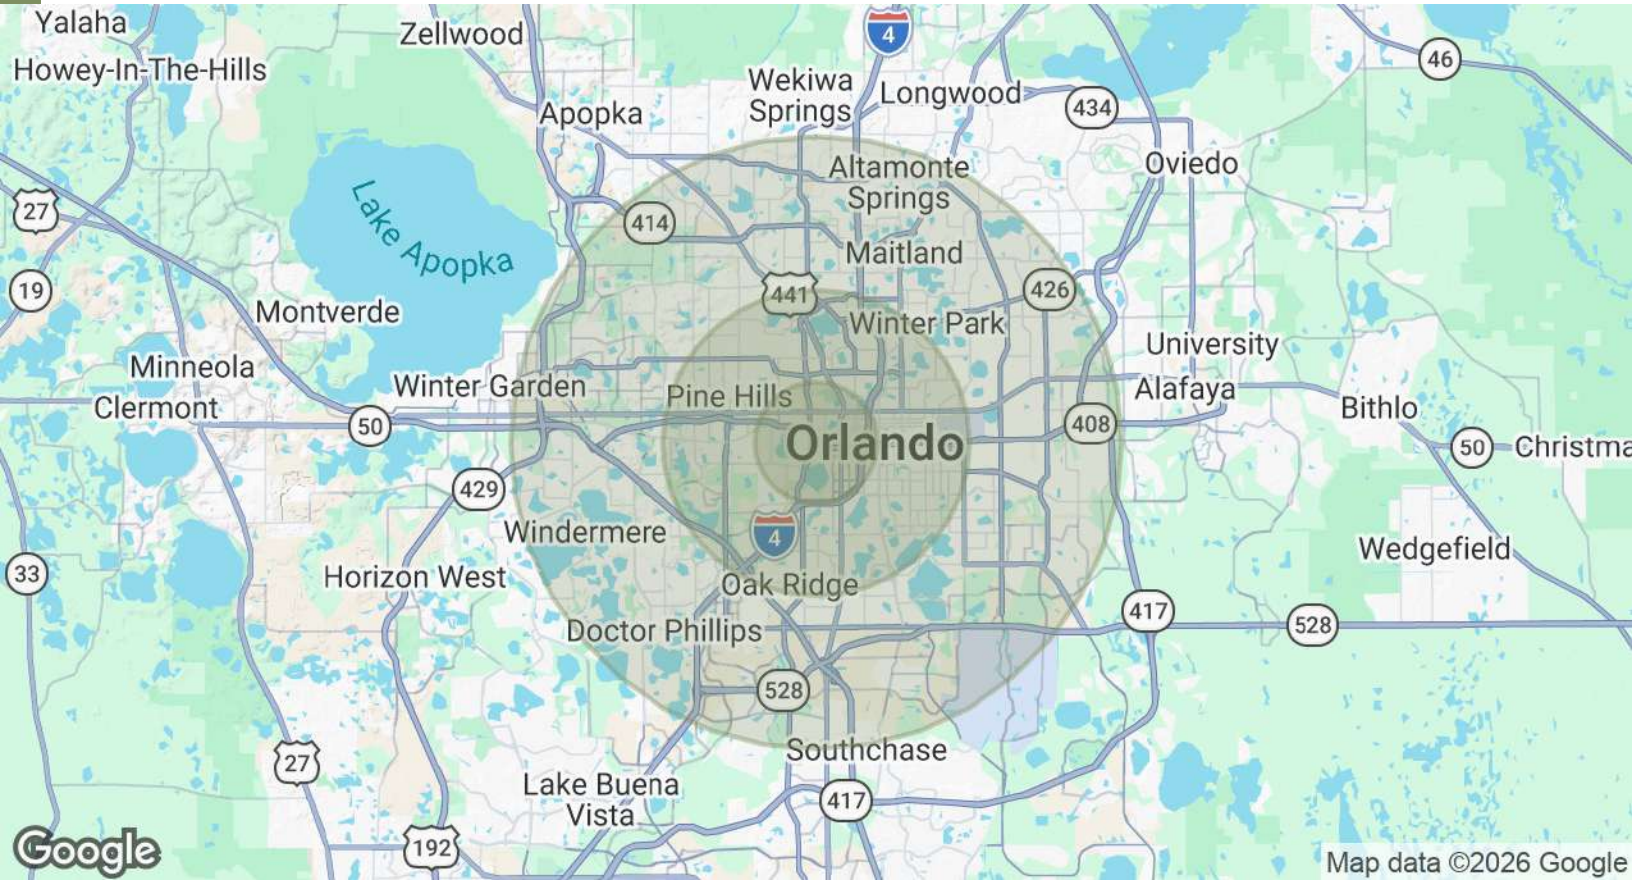 Yalaha
Zellwood
4
Howey-In-The-Hills
46
Wekiwa
Springs
Longwood
434
Apopka
Altamonte
Springs
Oviedo
27
Lake Apopka
414
Maitland
19
441
426
Montverde
Winter Park
University
Minneola
Winter Garden
Pine Hills
Alafaya
Clermont
Bithlo
50
408
Orlando
50
Christma
429
Windermere
4
Wedgefield
33
Horizon West
Oak Ridge
417
Doctor Phillips
528
528
Southchase
27
Lake Buena
Vista
417
192
Google
Map data ©2026 Google